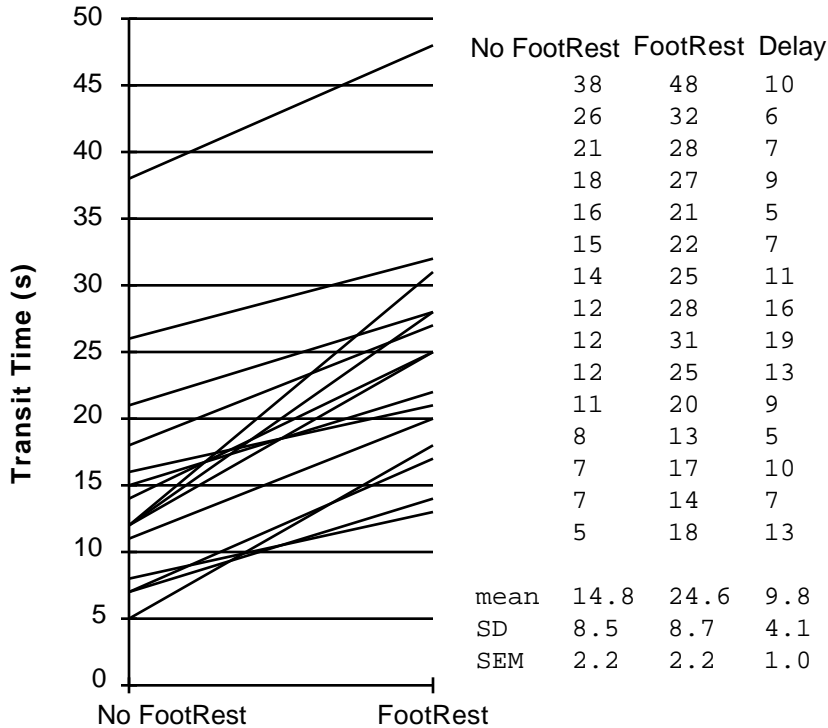 Transit Time (s)
50
45
40
35
30
25
20
15
10
5
0
No FootRest FootRest
No FootRest FootRest Delay
38 48 10
26 32 6
21 28 7
18 27 9
16 21 5
15 22 7
14 25 11
12 28 16
12 31 19
12 25 13
11 20 9
8 13 5
7 17 10
7 14 7
5 18 13
mean 14.8 24.6 9.8
SD 8.5 8.7 4.1
SEM 2.2 2.2 1.0